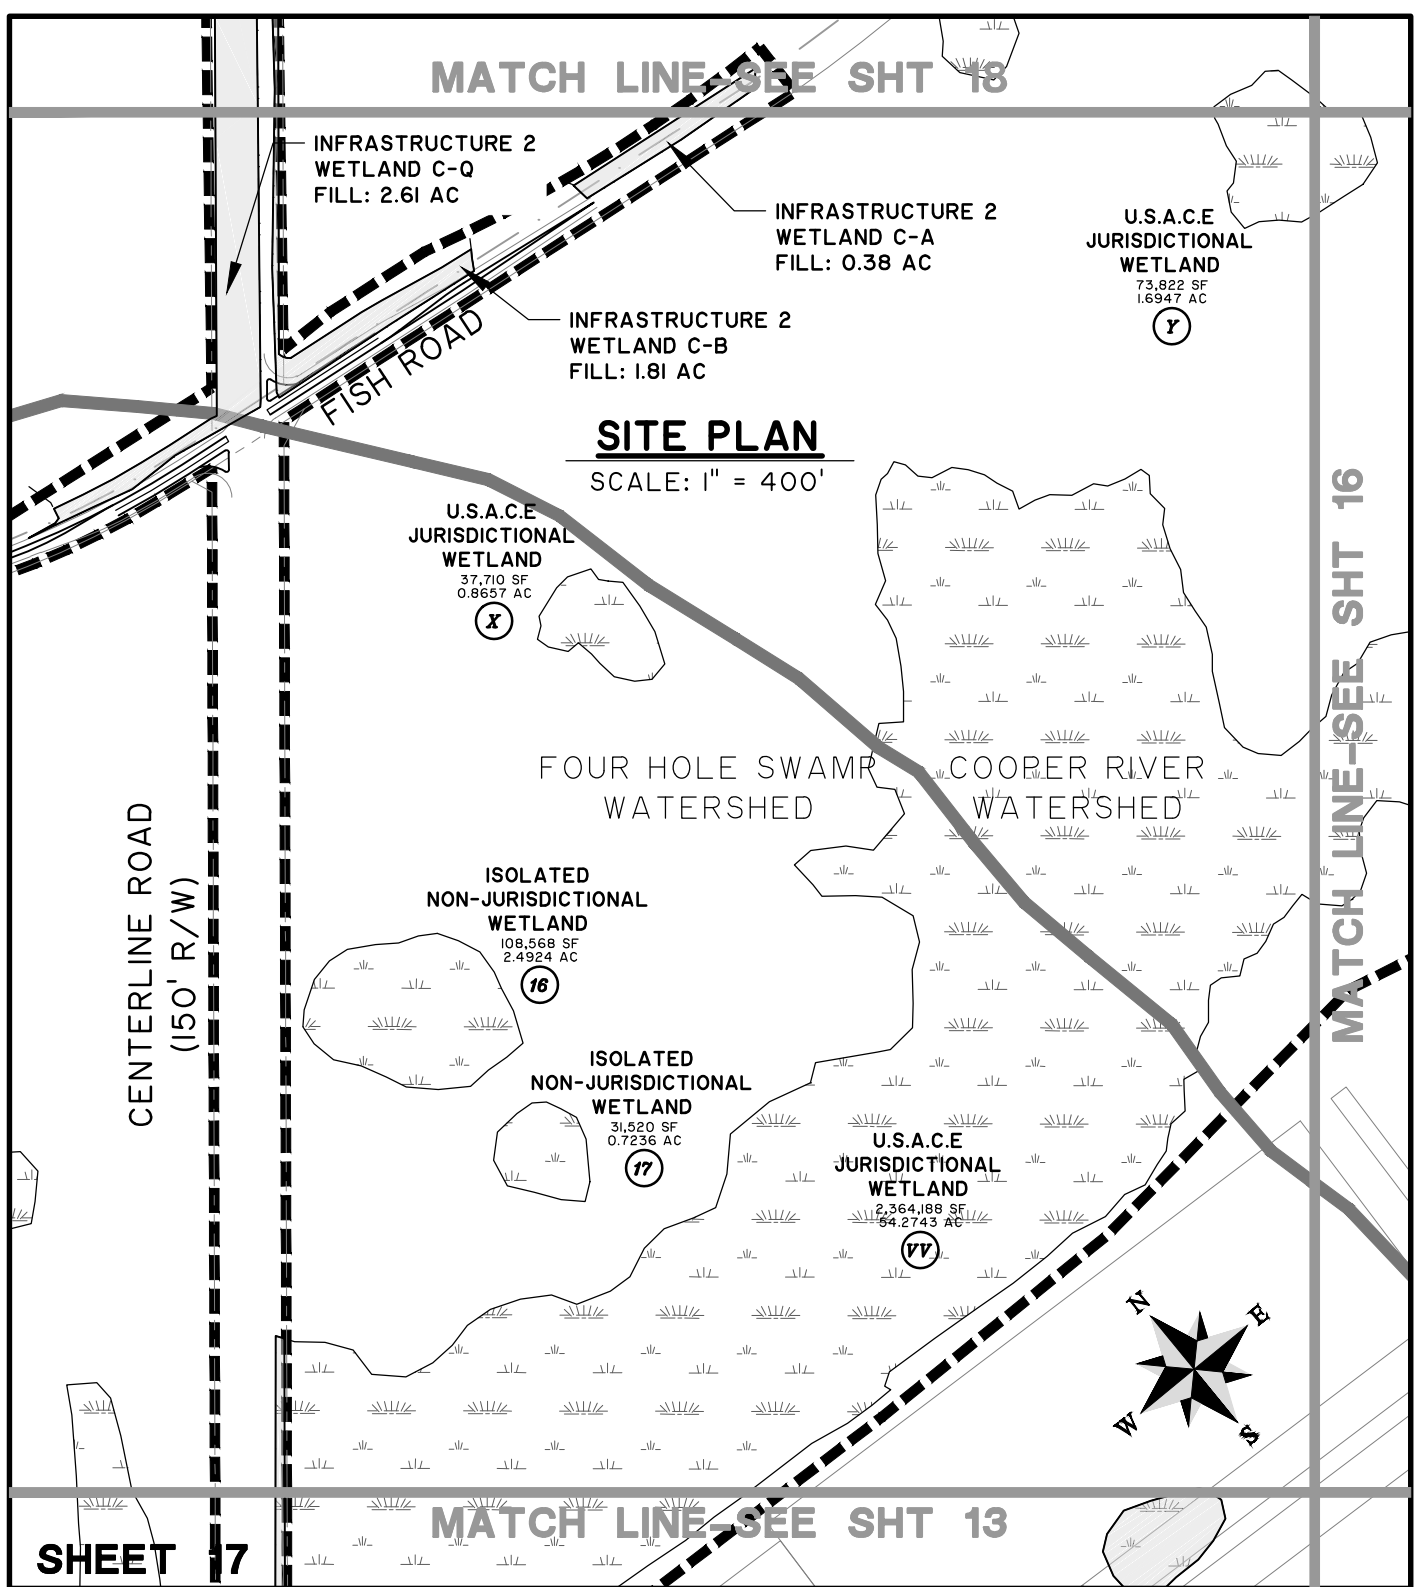 MATCH LINE-SEE SHT 18
INFRASTRUCTURE 2
WETLAND C-Q
FILL: 2.61 AC
INFRASTRUCTURE 2
WETLAND C-A
FILL: 0.38 AC
U.S.A.C.E
JURISDICTIONAL
WETLAND
73,822 SF
1.6947 AC
Y
INFRASTRUCTURE 2
WETLAND C-B
FILL: 1.81 AC
FISH ROAD
SITE PLAN
SCALE: 1" = 400'
U.S.A.C.E
JURISDICTIONAL
WETLAND
37,710 SF
0.8657 AC
X
MATCH LINE-SEE SHT 16
FOUR HOLE SWAMP
WATERSHED
COOPER RIVER
WATERSHED
CENTERLINE ROAD
(150' R/W)
ISOLATED
NON-JURISDICTIONAL
WETLAND
108,568 SF
2.4924 AC
16
ISOLATED
NON-JURISDICTIONAL
WETLAND
31,520 SF
0.7236 AC
17
U.S.A.C.E
JURISDICTIONAL
WETLAND
2,364,188 SF
54.2743 AC
VV
N
E
W
S
MATCH LINE-SEE SHT 13
SHEET 17